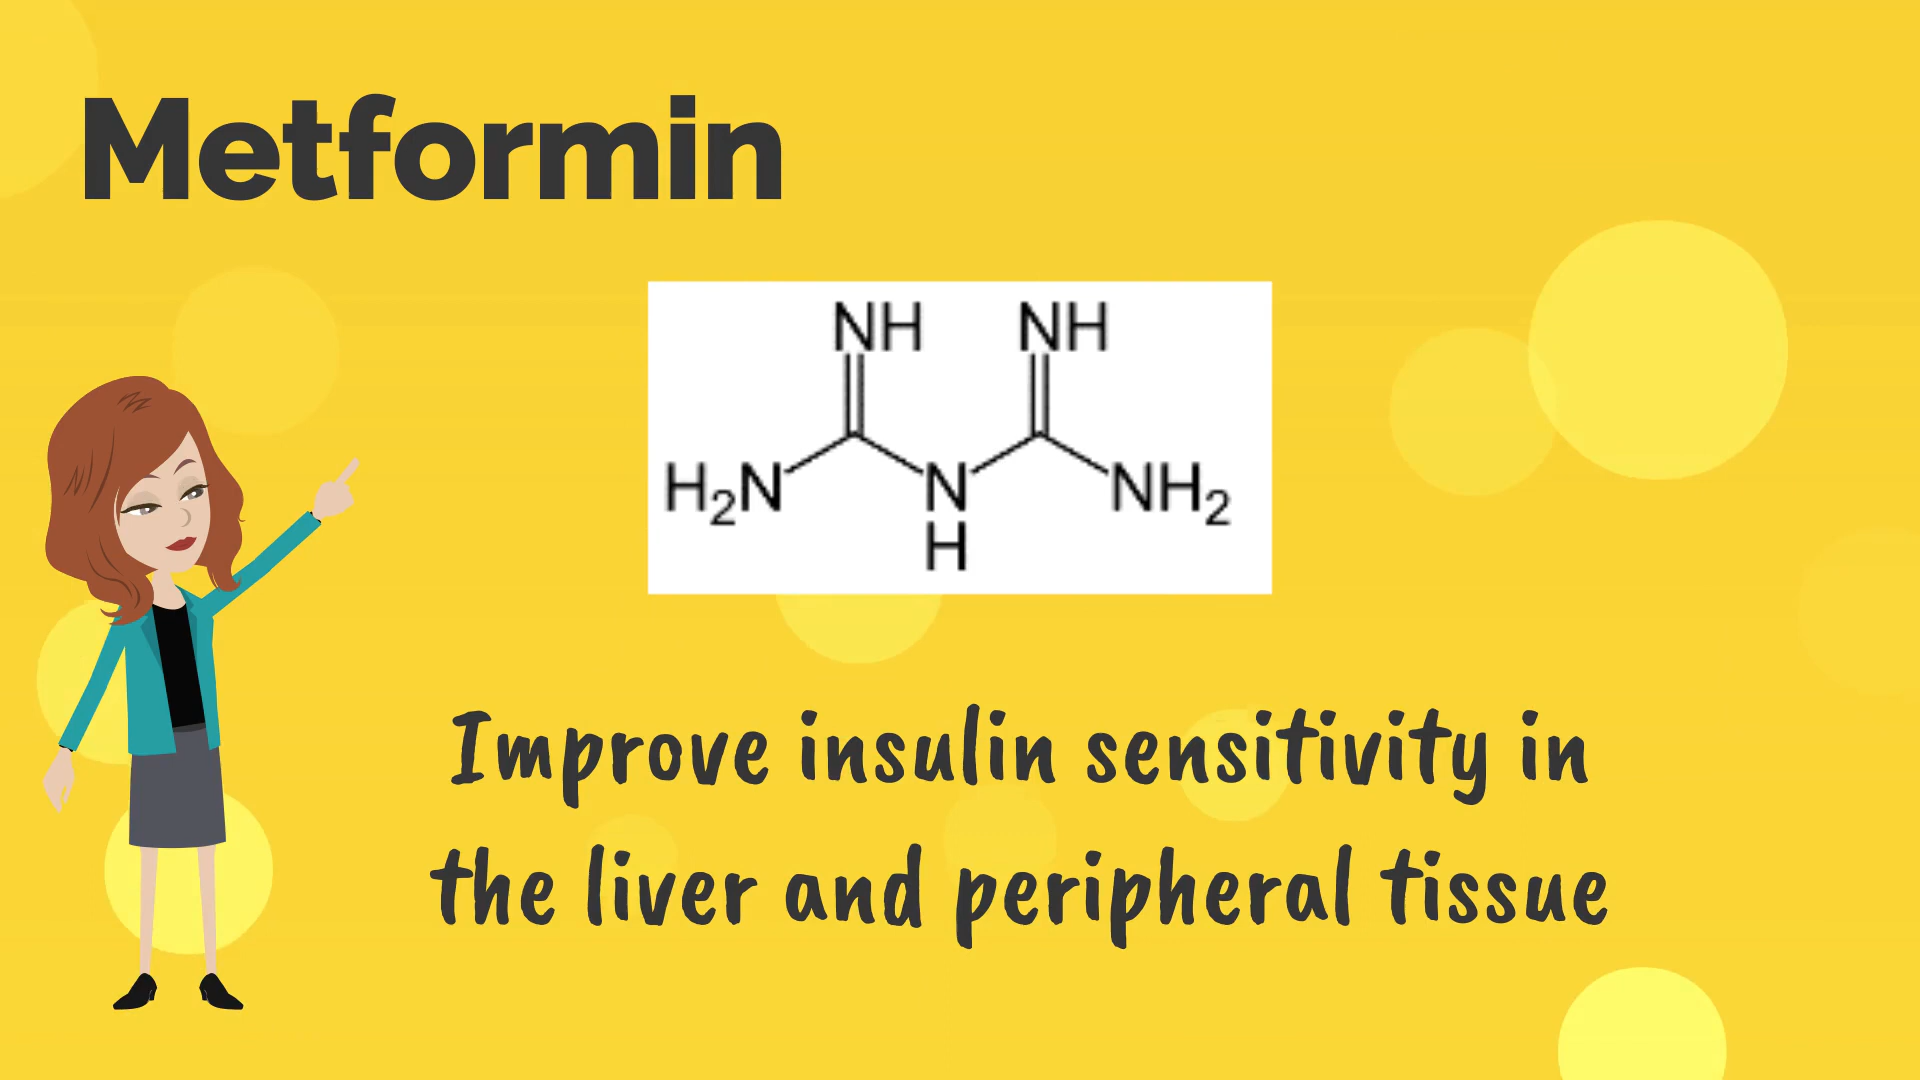 Metformin
NH NH
H₂N N NH₂
H
Improve insulin sensitivity in
the liver and peripheral tissue